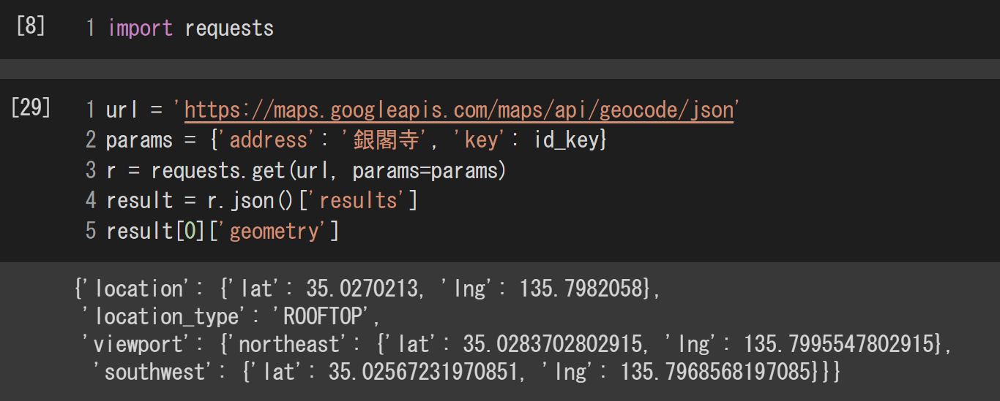 [8] 1 import requests
[29] 1 url = 'https://maps.googleapis.com/maps/api/geocode/json'
2 params = {'address': '銀閣寺', 'key': id_key}
3 r = requests.get(url, params=params)
4 result = r.json()['results']
5 result[0]['geometry']
{'location': {'lat': 35.0270213, 'lng': 135.7982058},
'location_type': 'ROOFTOP',
'viewport': {'northeast': {'lat': 35.0283702802915, 'lng': 135.7995547802915},
'southwest': {'lat': 35.02567231970851, 'lng': 135.7968568197085}}}